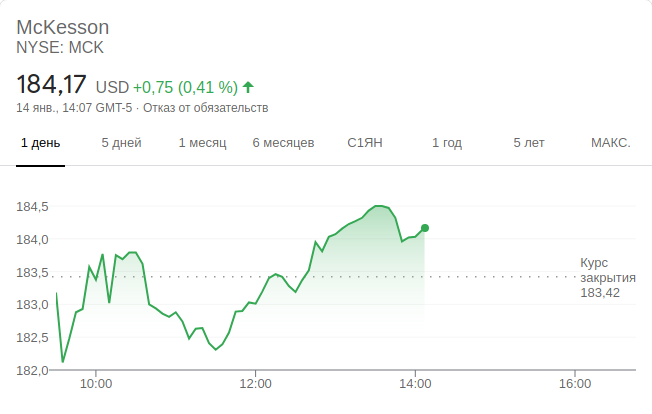 McKesson
NYSE: MCK
184,17 USD +0,75 (0,41 %)
14 янв., 14:07 GMT-5 · Отказ от обязательств
1 день 5 дней 1 месяц 6 месяцев С1ЯН 1 год 5 лет МАКС.
184,5
184,0
183,5
183,0
182,5
182,0
Курс
закрытия
183,42
10:00 12:00 14:00 16:00